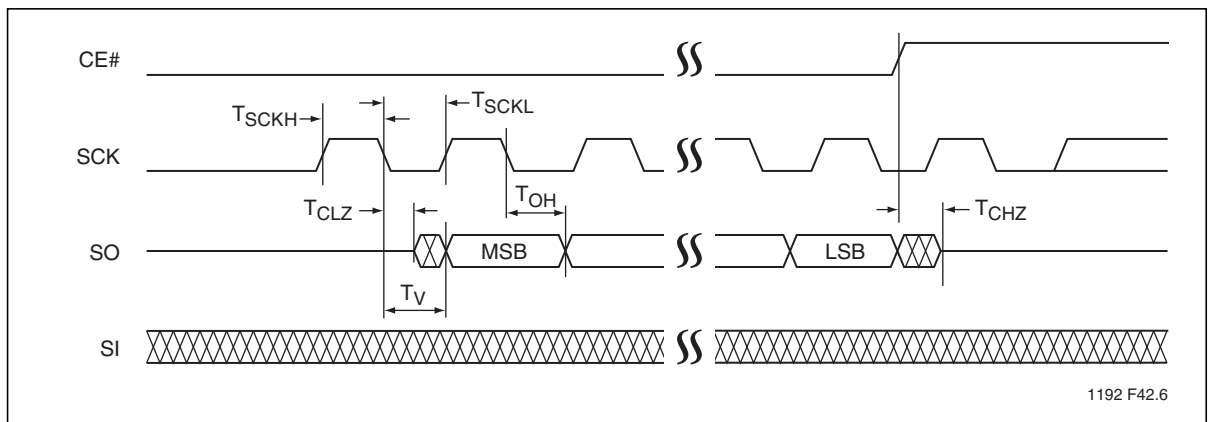 CE#
TSCKH
TSCKL
SCK
TCLZ
TOH
TCHZ
SO
MSB
LSB
TV
SI
1192 F42.6